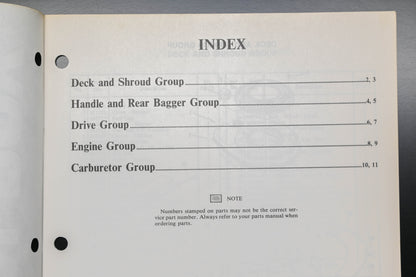 INDEX
Deck and Shroud Group 2, 3
Handle and Rear Bagger Group 4, 5
Drive Group 6, 7
Engine Group 8, 9
Carburetor Group 10, 11
NOTE
Numbers stamped on parts may not be the correct ser-
vice part number. Always refer to your parts manual when
ordering parts.